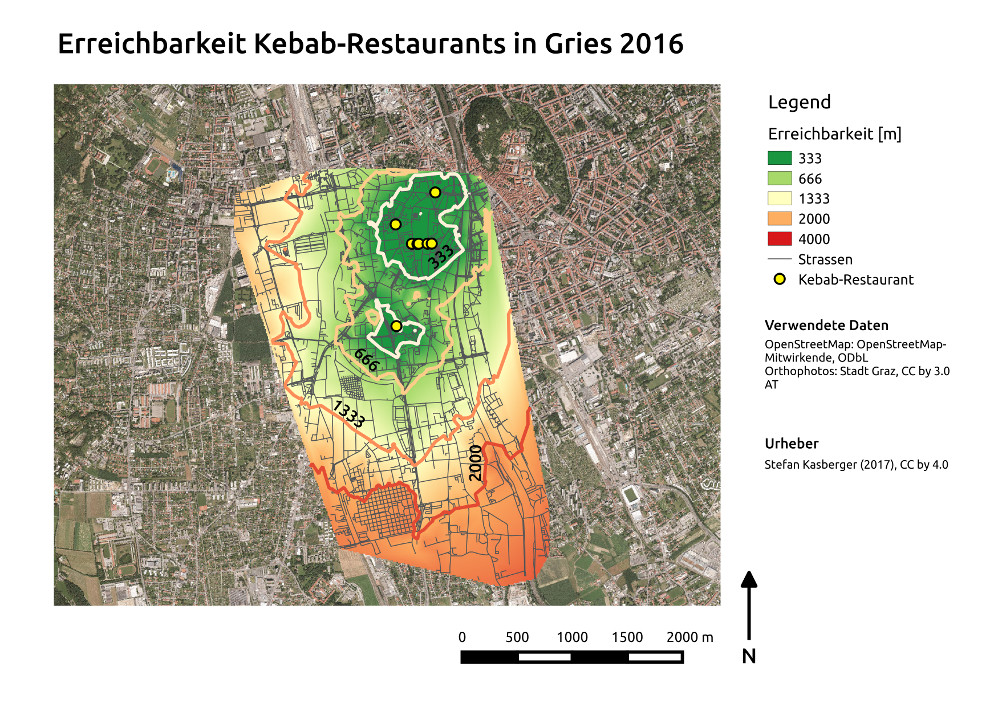 Erreichbarkeit Kebab-Restaurants in Gries 2016
Legend
Erreichbarkeit [m]
333
666
1333
2000
4000
Strassen
Kebab-Restaurant
Verwendete Daten
OpenStreetMap: OpenStreetMap-
Mitwirkende, ODbL
Orthophotos: Stadt Graz, CC by 3.0
AT
Urheber
Stefan Kasberger (2017), CC by 4.0
333
666
1333
2000
0 500 1000 1500 2000 m
N